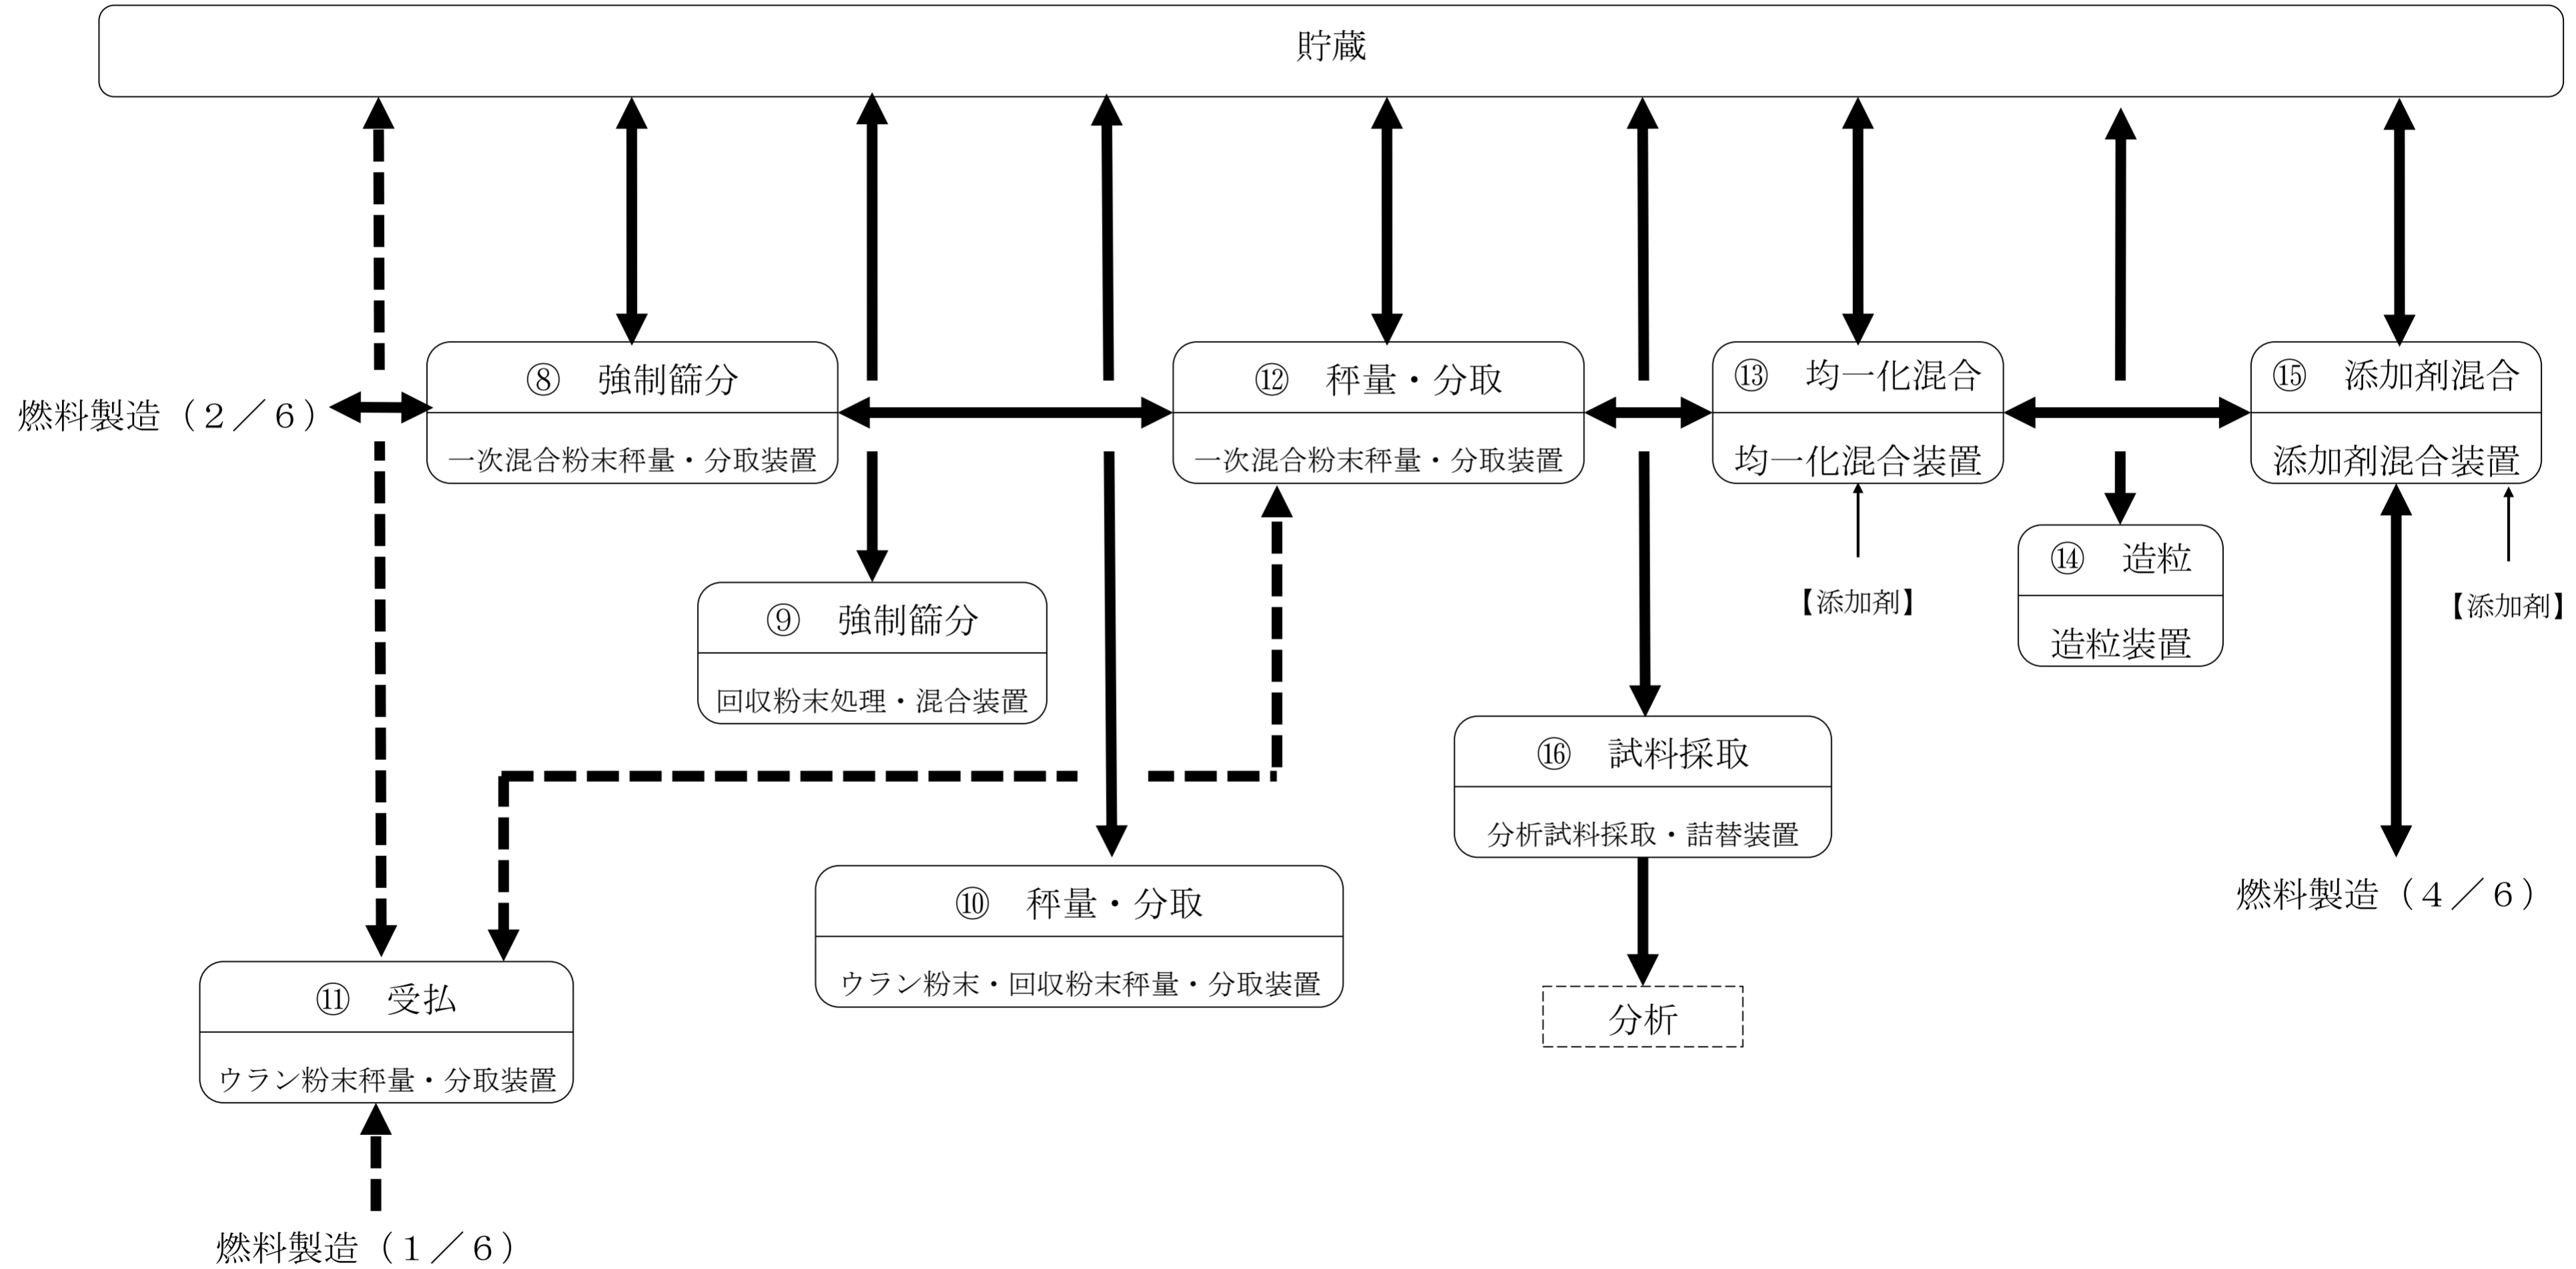 貯蔵
燃料製造（２／６）
⑧　強制篩分
一次混合粉末秤量・分取装置
⑫　秤量・分取
一次混合粉末秤量・分取装置
⑬　均一化混合
均一化混合装置
⑮　添加剤混合
添加剤混合装置
⑨　強制篩分
回収粉末処理・混合装置
【添加剤】
⑭　造粒
造粒装置
【添加剤】
⑯　試料採取
分析試料採取・詰替装置
⑩　秤量・分取
ウラン粉末・回収粉末秤量・分取装置
燃料製造（４／６）
⑪　受払
ウラン粉末秤量・分取装置
分析
燃料製造（１／６）